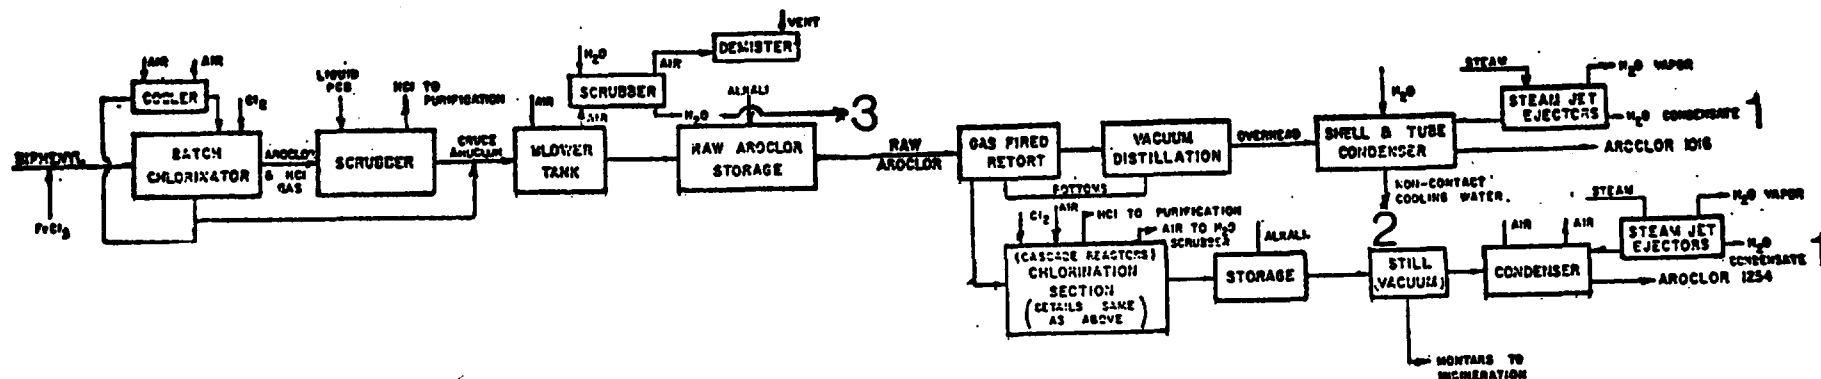 VENT
DEMISTER
H2O
AIR
SCRUBBER
AIR
H2O
AIR
AIR
COOLER
Cl2
LIQUID
PCB
HCl TO
PURIFICATION
AIR
ALKALI
3
BIPHENYL
FeCl3
BATCH
CHLORINATOR
AROCLOR
& HCl
GAS
SCRUBBER
CRUDE
AROCLOR
BLOWER
TANK
RAW AROCLOR
STORAGE
RAW
AROCLOR
GAS FIRED
RETORT
VACUUM
DISTILLATION
BOTTOMS
OVERHEAD
H2O
SHELL & TUBE
CONDENSER
STEAM
H2O VAPOR
STEAM JET
EJECTORS
H2O CONDENSATE 1
AROCLOR 1016
NON-CONTACT
COOLING WATER
2
Cl2
AIR
HCl TO PURIFICATION
AIR TO H2O
SCRUBBER
(CASCADE REACTORS)
CHLORINATION
SECTION
(DETAILS SAME
AS ABOVE)
ALKALI
STORAGE
STILL
(VACUUM)
MONTARS TO
INCINERATION
AIR
AIR
CONDENSER
STEAM
H2O VAPOR
STEAM JET
EJECTORS
H2O
CONDENSATE 1
AROCLOR 1254